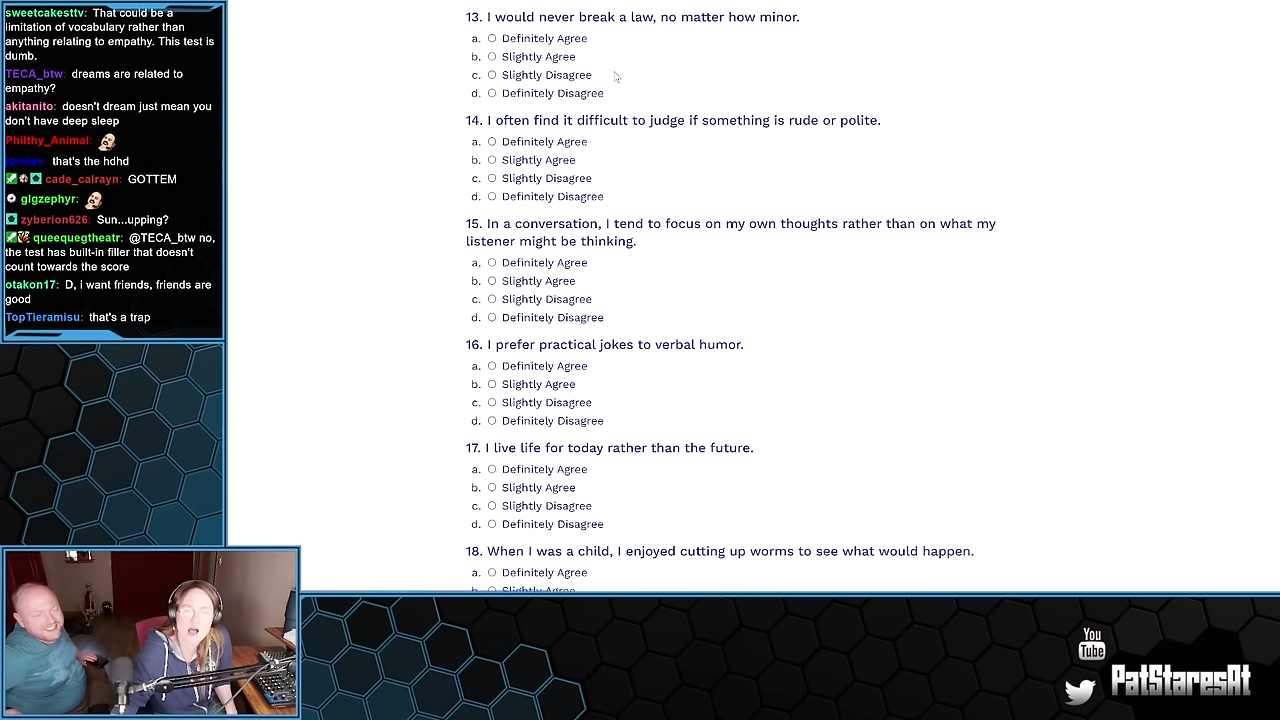 sweetcakesttv: That could be a
limitation of vocabulary rather than
anything relating to empathy. This test is
dumb.
TECA_btw: dreams are related to
empathy?
akitanito: doesn't dream just mean you
don't have deep sleep
Philthy_Animal:
that's the hdhd
cade_calrayn: GOTTEM
glgzephyr:
zyberion626: Sun...upping?
queequegtheatr: @TECA_btw no,
the test has built-in filler that doesn't
count towards the score
otakon17: D, i want friends, friends are
good
TopTieramisu: that's a trap
13. I would never break a law, no matter how minor.
a. Definitely Agree
b. Slightly Agree
c. Slightly Disagree
d. Definitely Disagree
14. I often find it difficult to judge if something is rude or polite.
a. Definitely Agree
b. Slightly Agree
c. Slightly Disagree
d. Definitely Disagree
15. In a conversation, I tend to focus on my own thoughts rather than on what my
listener might be thinking.
a. Definitely Agree
b. Slightly Agree
c. Slightly Disagree
d. Definitely Disagree
16. I prefer practical jokes to verbal humor.
a. Definitely Agree
b. Slightly Agree
c. Slightly Disagree
d. Definitely Disagree
17. I live life for today rather than the future.
a. Definitely Agree
b. Slightly Agree
c. Slightly Disagree
d. Definitely Disagree
18. When I was a child, I enjoyed cutting up worms to see what would happen.
a. Definitely Agree
b. Slightly Agree
You
Tube
PatStaresAt